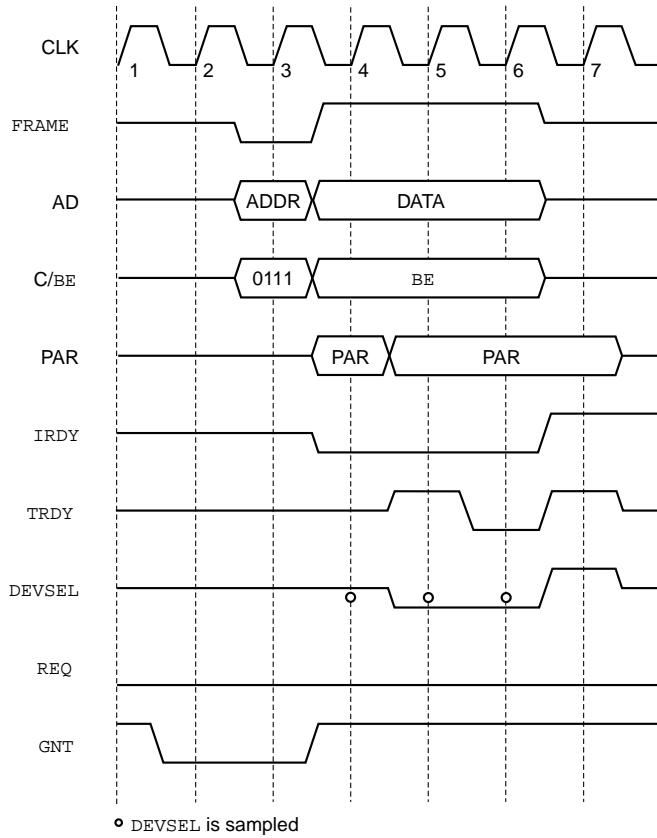 CLK
1 2 3 4 5 6 7
FRAME
AD ADDR DATA
C/BE 0111 BE
PAR PAR PAR
IRDY
TRDY
DEVSEL
REQ
GNT
DEVSEL is sampled